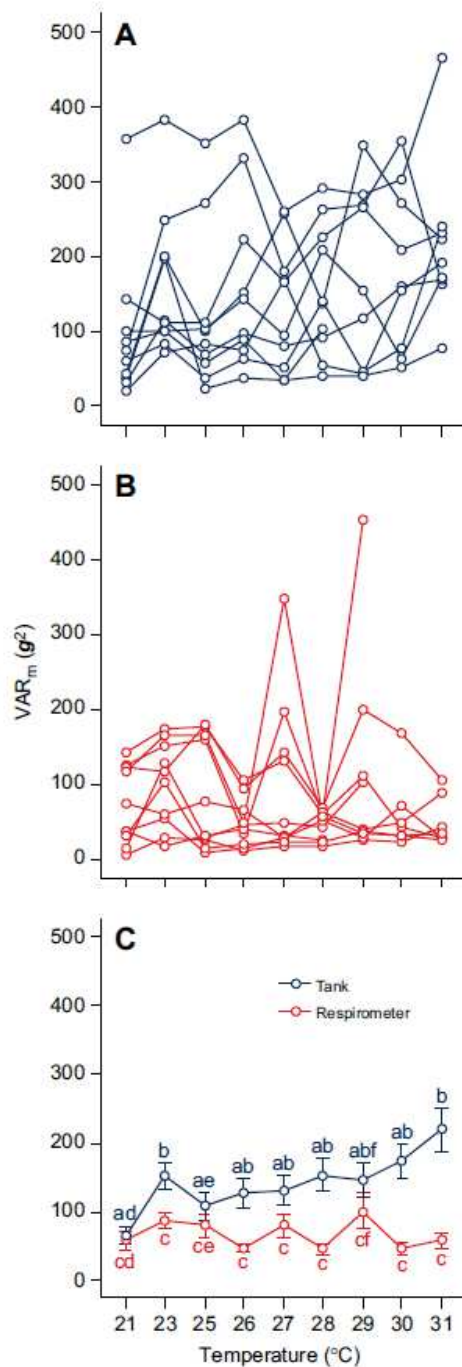 A
500
400
300
200
100
0
B
500
400
300
200
100
0
VARm (g²)
C
500
400
300
200
100
0
Tank
Respirometer
ad b ae ab ab ab abf ab b
cd c ce c c c cf c c
21 23 25 26 27 28 29 30 31
Temperature (°C)